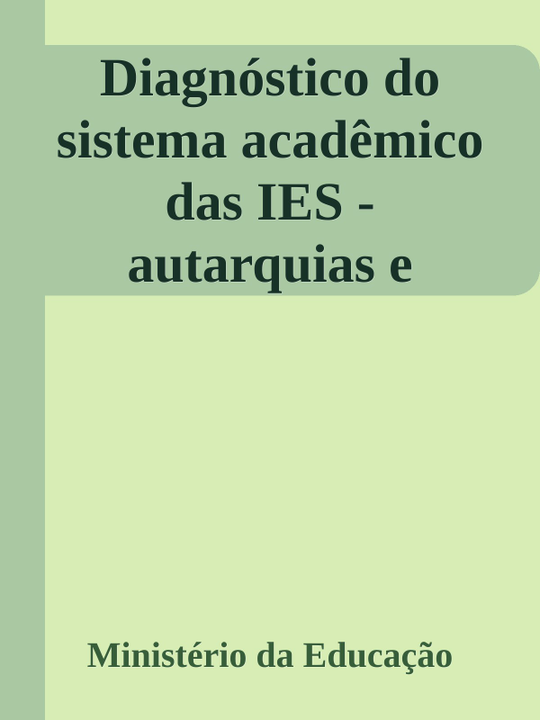 Diagnóstico do
sistema acadêmico
das IES -
autarquias e
Ministério da Educação